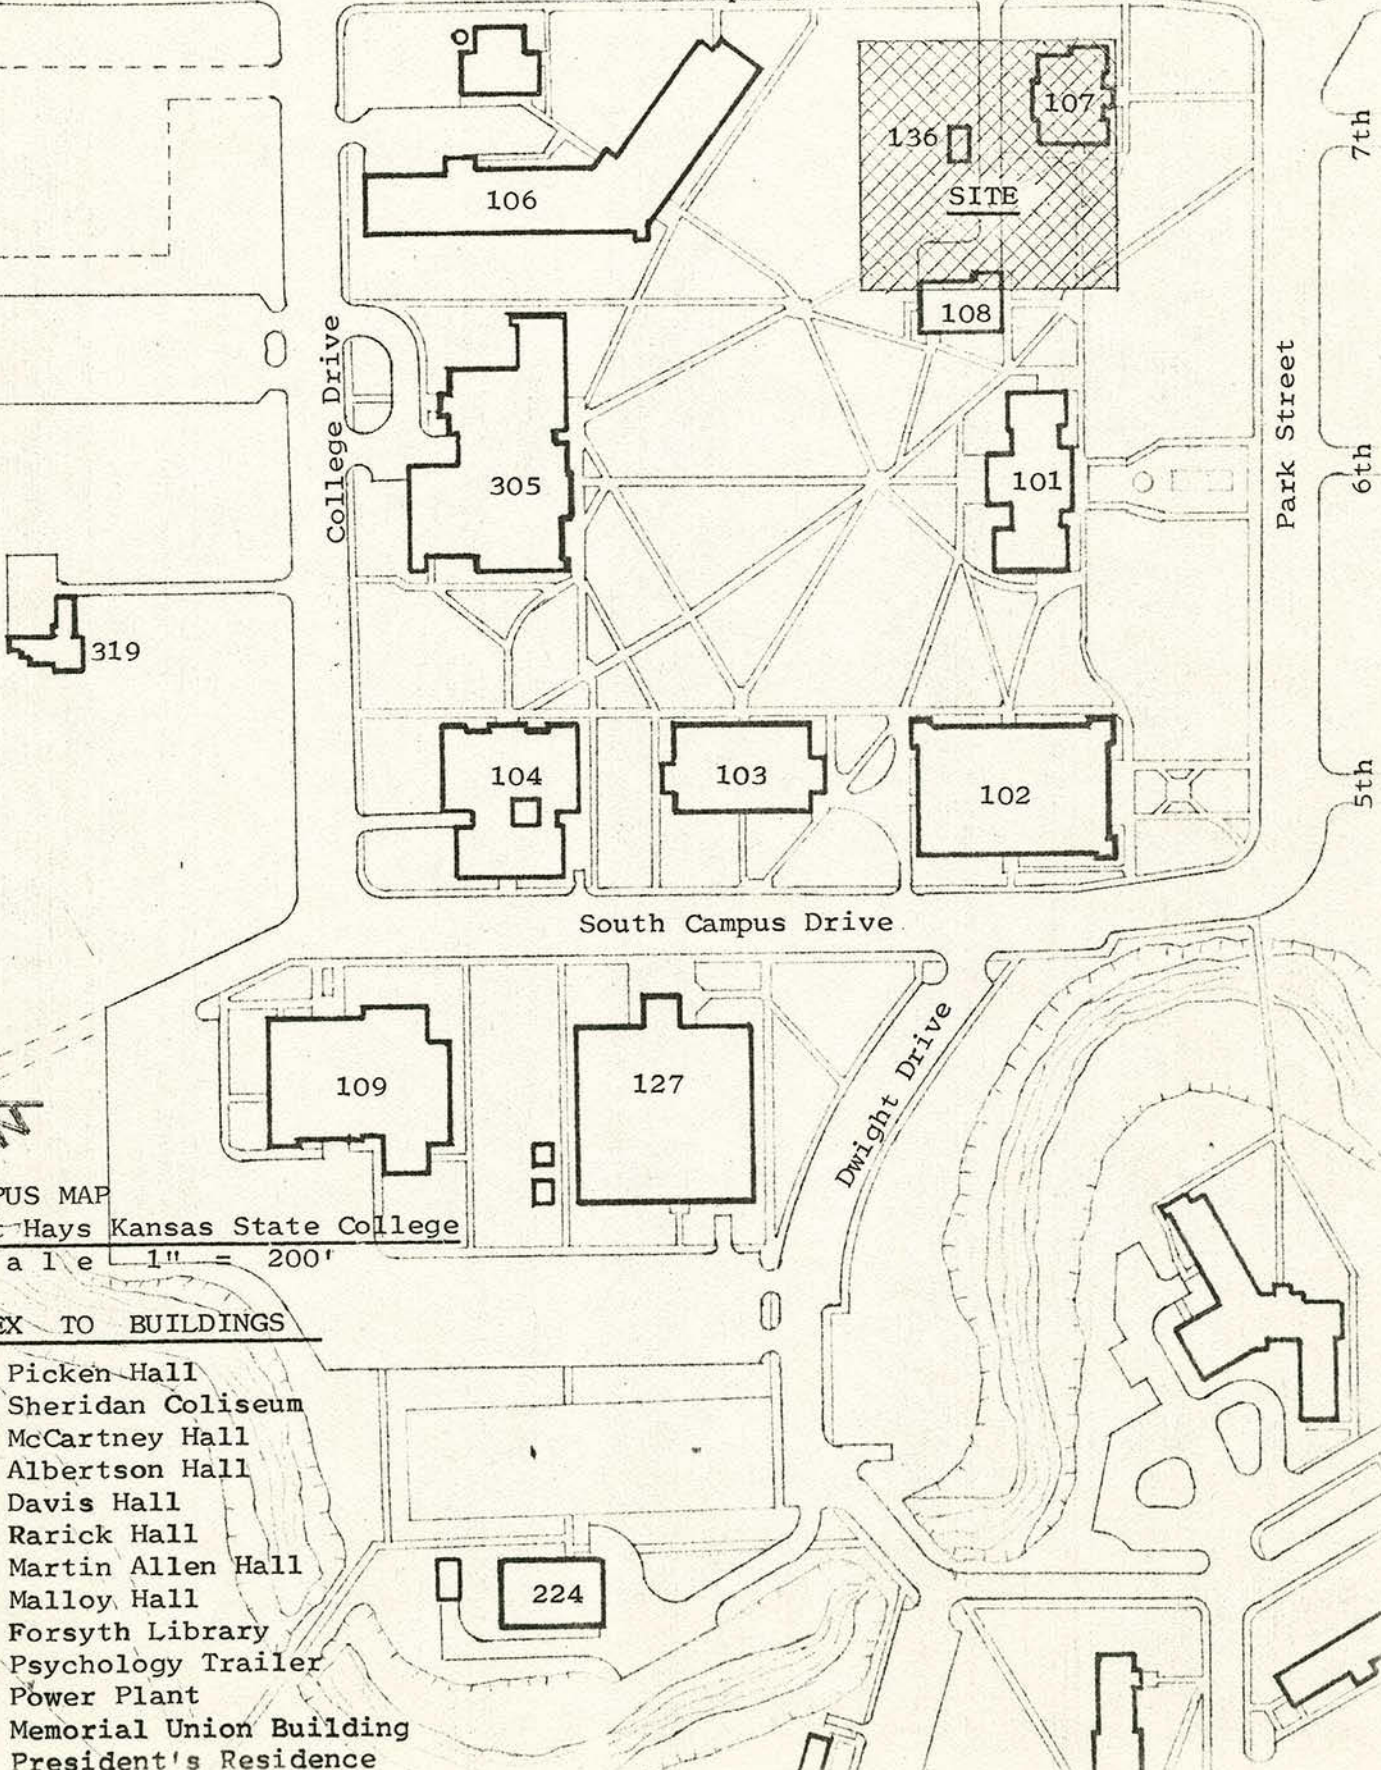 107
7th
136
106
SITE
108
College Drive
Park Street
305
101
6th
319
104
103
102
5th
South Campus Drive
109
127
Dwight Drive
PUS MAP
Hays Kansas State College
a l e 1" = 200'
EX TO BUILDINGS
Picken Hall
Sheridan Coliseum
McCartney Hall
Albertson Hall
Davis Hall
Rarick Hall
Martin Allen Hall
Malloy Hall
Forsyth Library
Psychology Trailer
Power Plant
Memorial Union Building
President's Residence
224